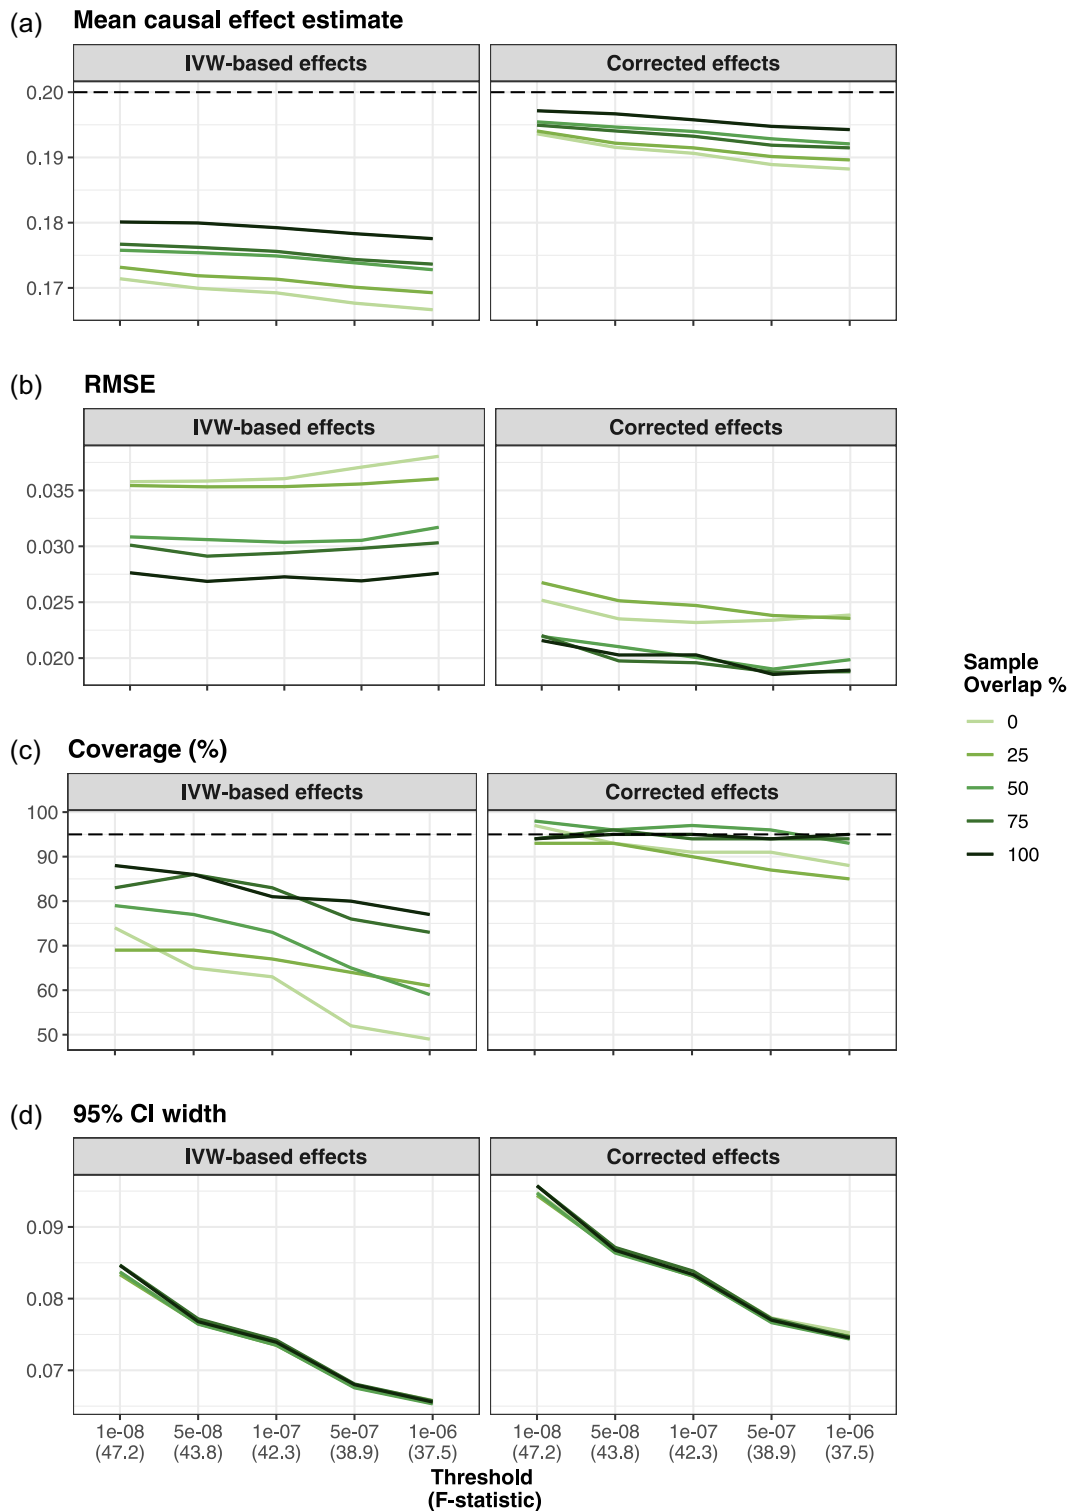 (a) Mean causal effect estimate
IVW-based effects Corrected effects
0.20
0.19
0.18
0.17
(b) RMSE
IVW-based effects Corrected effects
0.035
0.030
0.025
0.020
Sample
Overlap %
0
25
50
75
100
(c) Coverage (%)
IVW-based effects Corrected effects
100
90
80
70
60
50
(d) 95% CI width
IVW-based effects Corrected effects
0.09
0.08
0.07
1e-08 5e-08 1e-07 5e-07 1e-06 1e-08 5e-08 1e-07 5e-07 1e-06
(47.2) (43.8) (42.3) (38.9) (37.5) (47.2) (43.8) (42.3) (38.9) (37.5)
Threshold
(F-statistic)